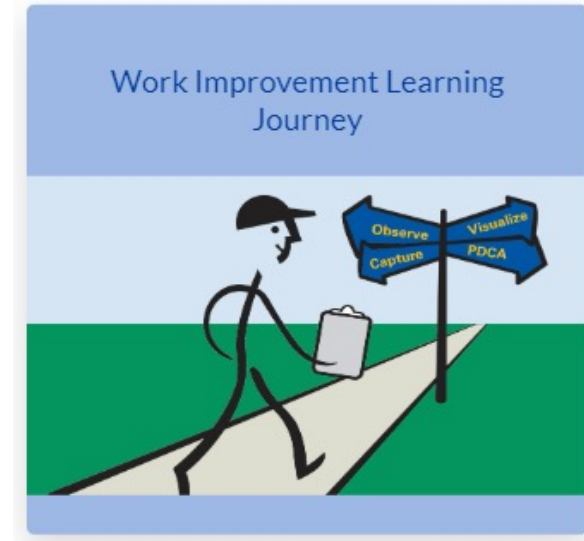 Work Improvement Learning
Journey
Observe
Visualize
Capture
PDCA